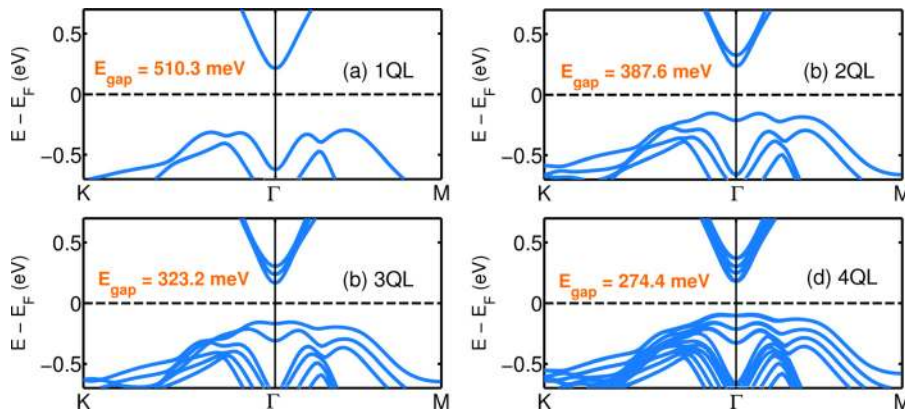 0.5
0
−0.5
E − E_F (eV)
E_gap = 510.3 meV
(a) 1QL
K
Γ
M
0.5
0
−0.5
E − E_F (eV)
E_gap = 387.6 meV
(b) 2QL
K
Γ
M
0.5
0
−0.5
E − E_F (eV)
E_gap = 323.2 meV
(b) 3QL
K
Γ
M
0.5
0
−0.5
E − E_F (eV)
E_gap = 274.4 meV
(d) 4QL
K
Γ
M